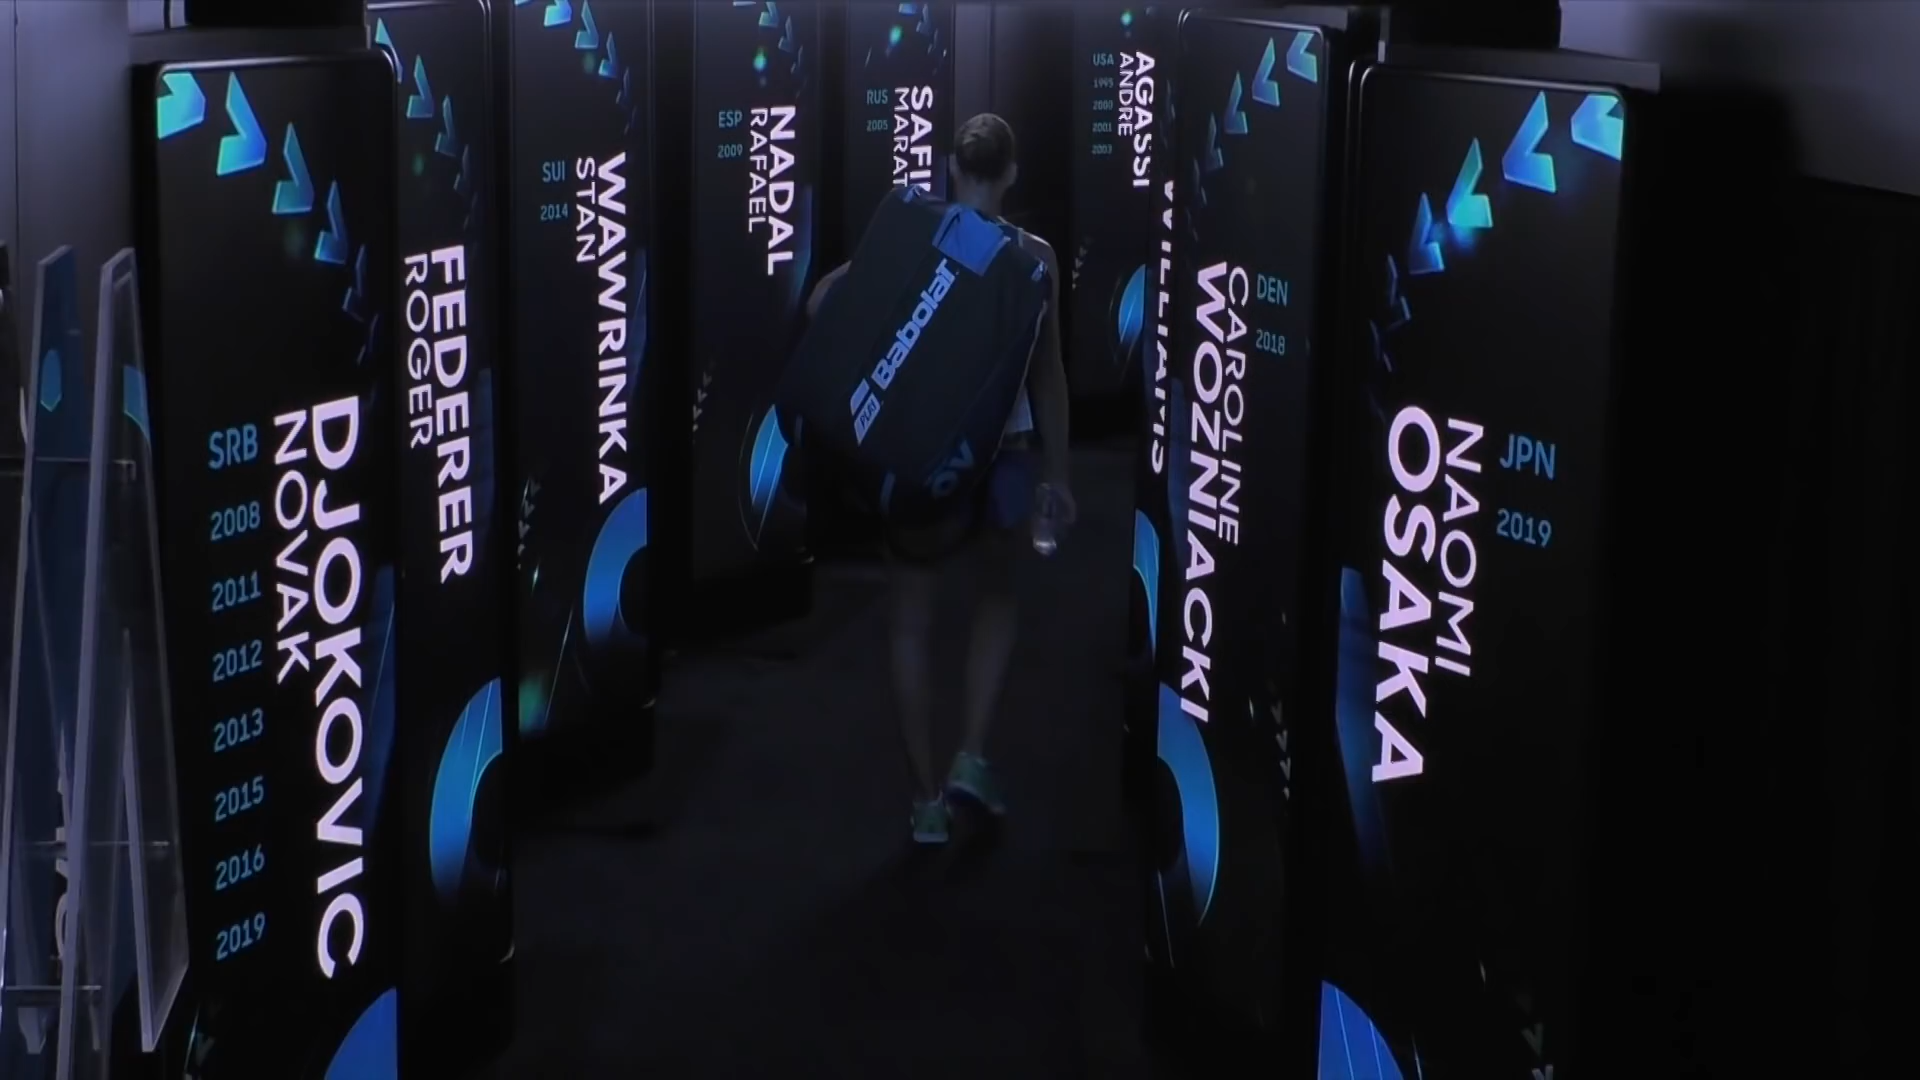 SRB
2008
2011
2012
2013
2015
2016
2019
NOVAK
DJOKOVIC
ROGER
FEDERER
SUI
2014
STAN
WAWRINKA
ESP
2009
RAFAEL
NADAL
RUS
2005
MARAT
Babolat
PLAY
USA
1995
2000
2001
2003
ANDRE
AGASSI
WILLIAMS
CAROLINE
WOZNIACKI
DEN
2018
NAOMI
OSAKA
JPN
2019